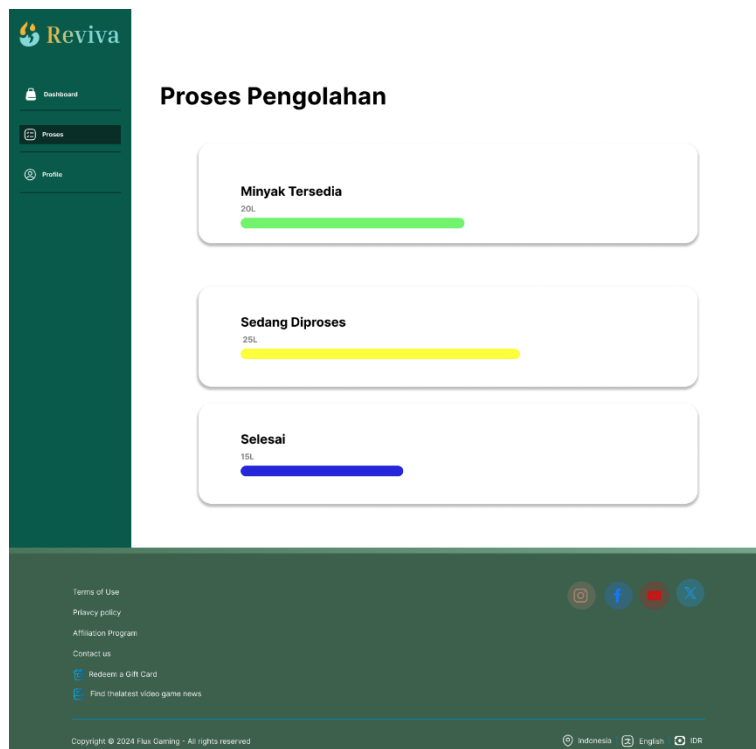 Reviva
Dashboard
Proses
Profile
Proses Pengolahan
Minyak Tersedia
20L
Sedang Diproses
25L
Selesai
15L
Terms of Use
Priavcy policy
Affiliation Program
Contact us
Redeem a Gift Card
Find thelatest video game news
Copyright © 2024 Flux Gaming - All rights reserved
Indonesia
English
IDR